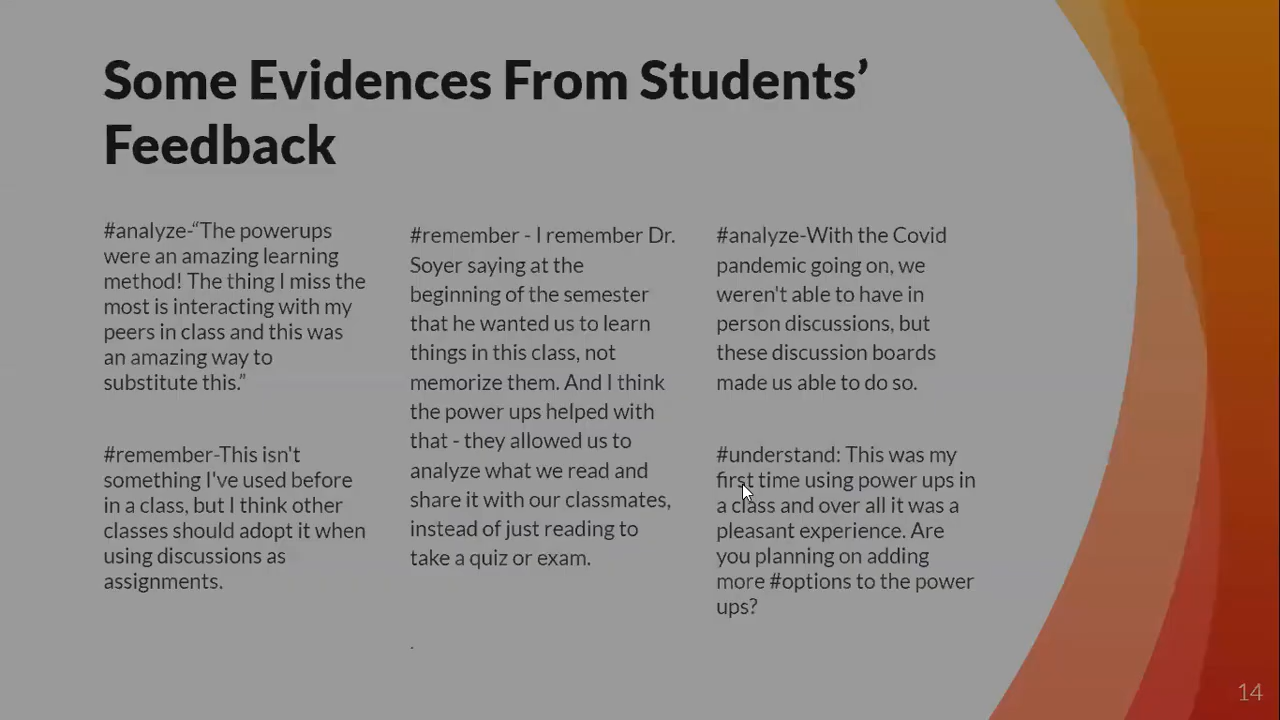 Some Evidences From Students’
Feedback
#analyze-“The powerups
were an amazing learning
method! The thing I miss the
most is interacting with my
peers in class and this was
an amazing way to
substitute this.”
#remember-This isn't
something I've used before
in a class, but I think other
classes should adopt it when
using discussions as
assignments.
#remember - I remember Dr.
Soyer saying at the
beginning of the semester
that he wanted us to learn
things in this class, not
memorize them. And I think
the power ups helped with
that - they allowed us to
analyze what we read and
share it with our classmates,
instead of just reading to
take a quiz or exam.
.
#analyze-With the Covid
pandemic going on, we
weren't able to have in
person discussions, but
these discussion boards
made us able to do so.
#understand: This was my
first time using power ups in
a class and over all it was a
pleasant experience. Are
you planning on adding
more #options to the power
ups?
14